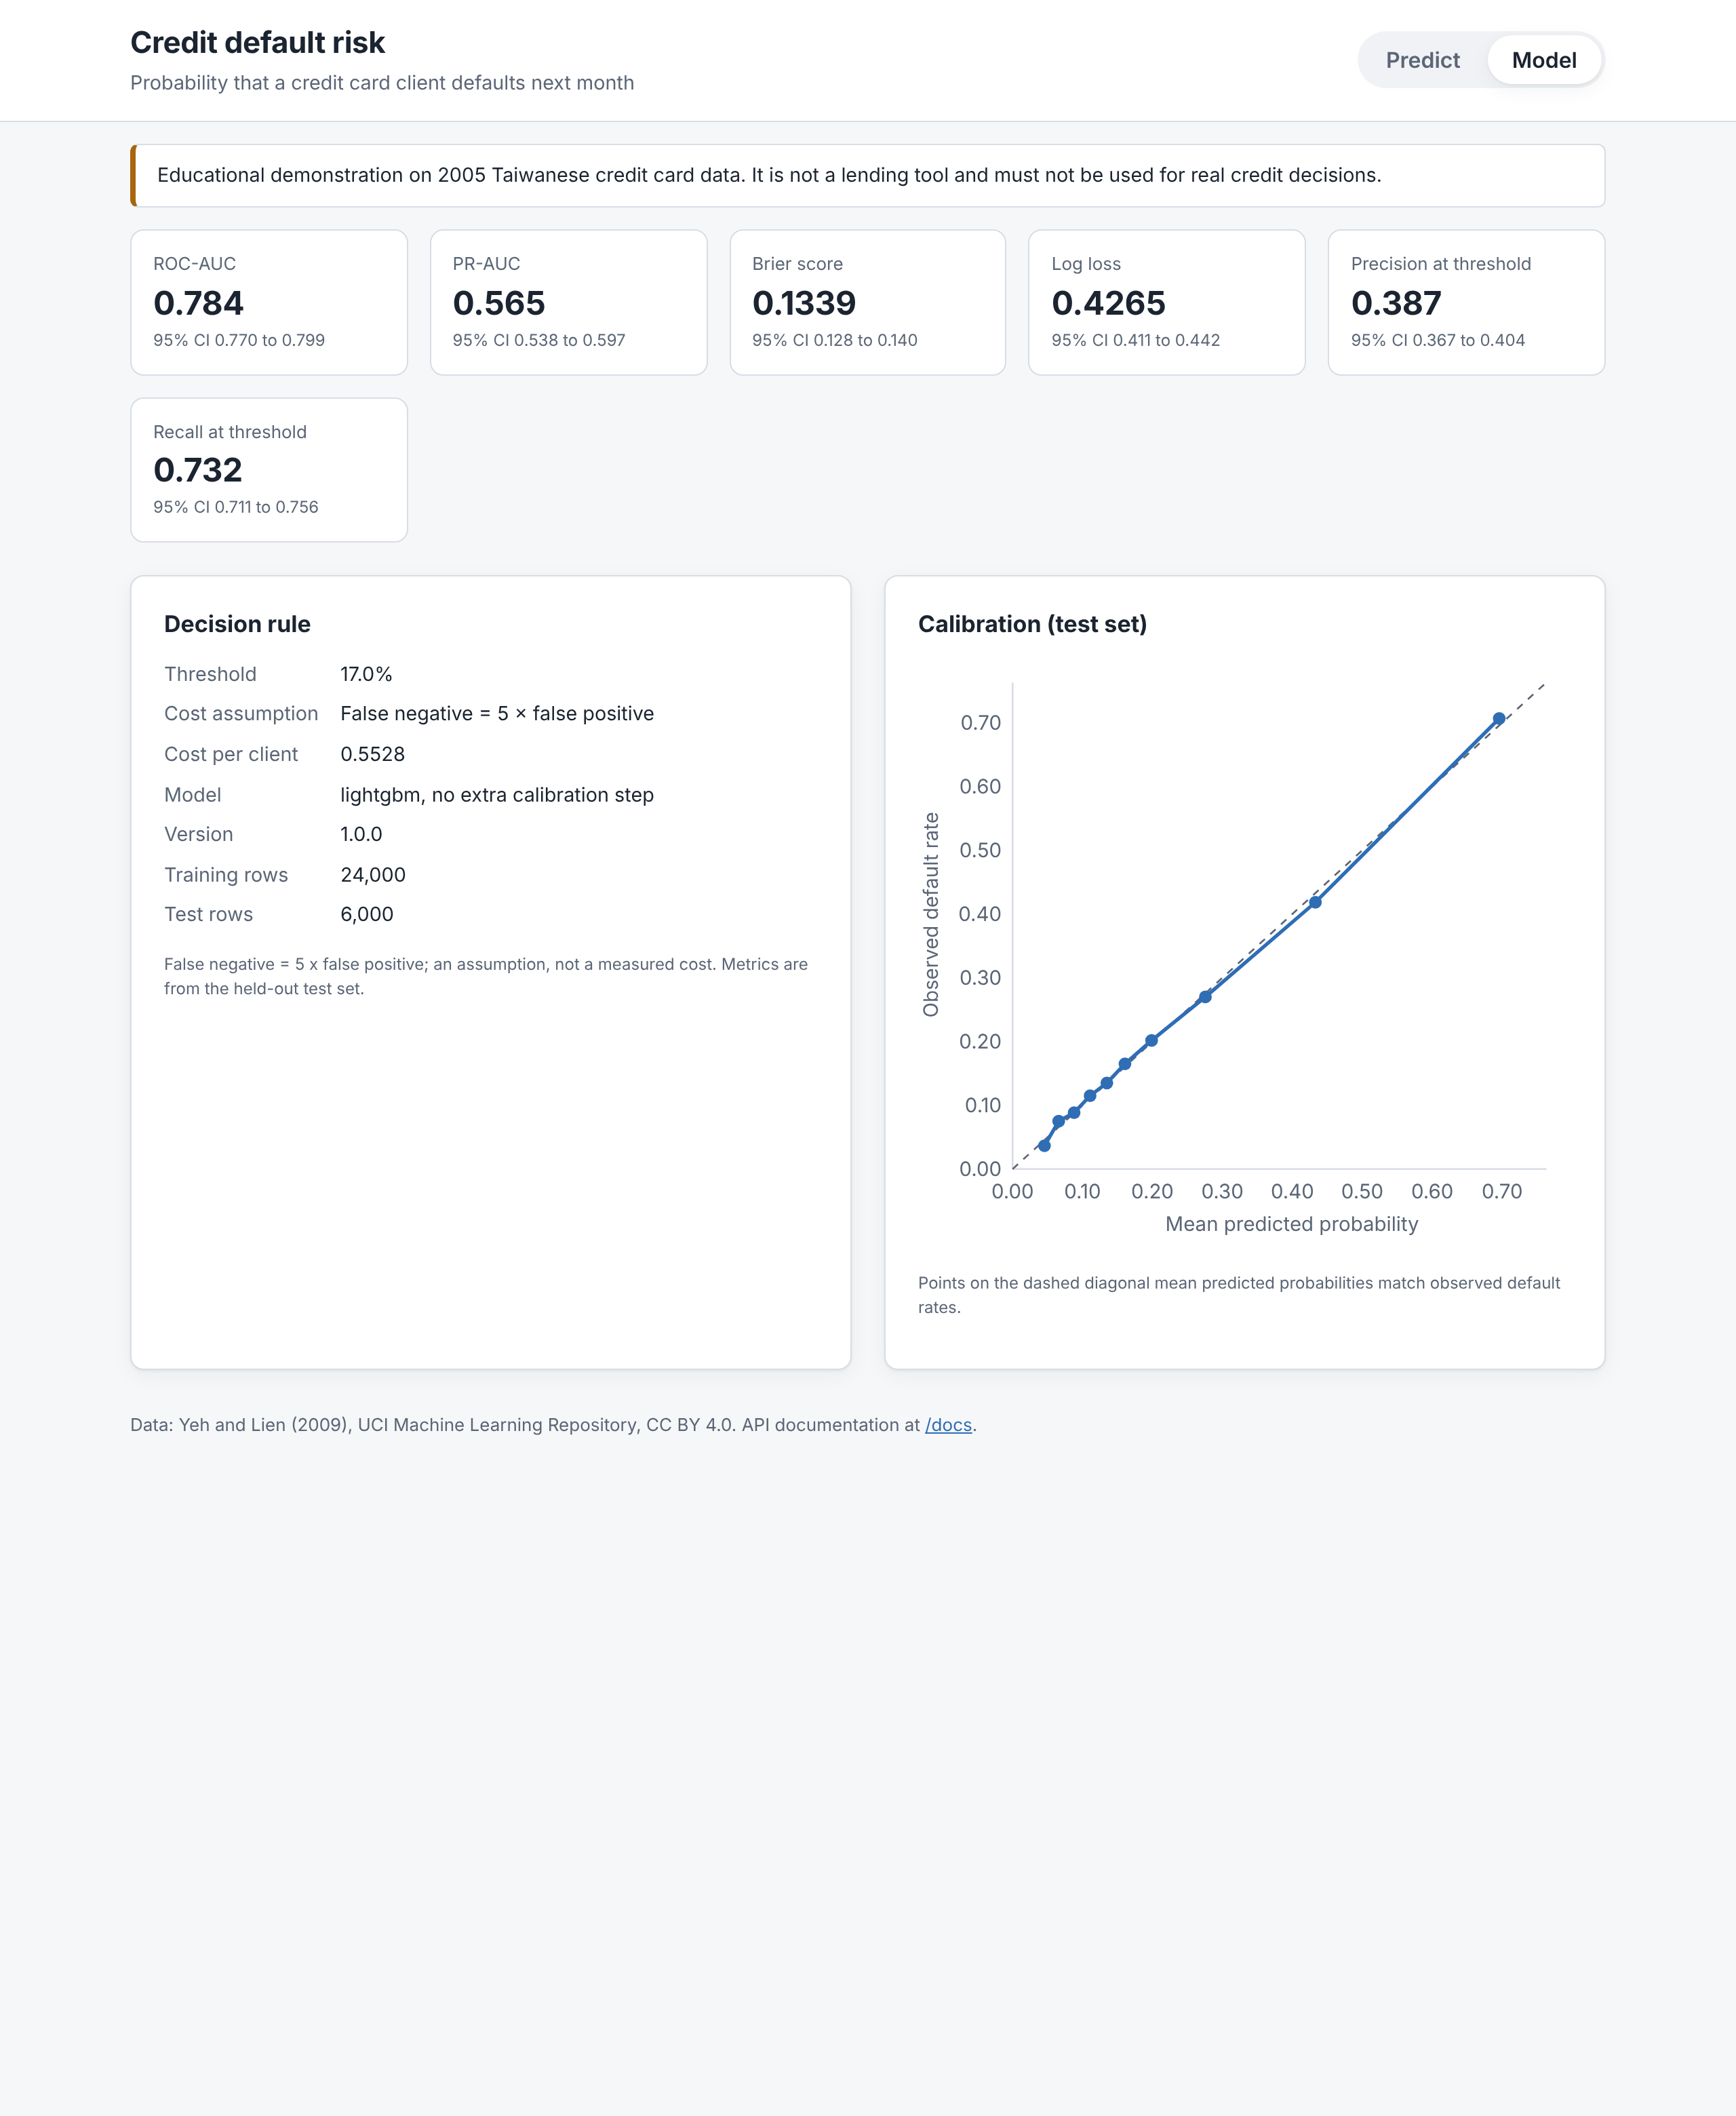 Credit default risk
Probability that a credit card client defaults next month
Predict
Model
Educational demonstration on 2005 Taiwanese credit card data. It is not a lending tool and must not be used for real credit decisions.
ROC-AUC
0.784
95% CI 0.770 to 0.799
PR-AUC
0.565
95% CI 0.538 to 0.597
Brier score
0.1339
95% CI 0.128 to 0.140
Log loss
0.4265
95% CI 0.411 to 0.442
Precision at threshold
0.387
95% CI 0.367 to 0.404
Recall at threshold
0.732
95% CI 0.711 to 0.756
Decision rule
Threshold 17.0%
Cost assumption False negative = 5 × false positive
Cost per client 0.5528
Model lightgbm, no extra calibration step
Version 1.0.0
Training rows 24,000
Test rows 6,000
False negative = 5 x false positive; an assumption, not a measured cost. Metrics are
from the held-out test set.
Calibration (test set)
Observed default rate
0.70
0.60
0.50
0.40
0.30
0.20
0.10
0.00
0.00 0.10 0.20 0.30 0.40 0.50 0.60 0.70
Mean predicted probability
Points on the dashed diagonal mean predicted probabilities match observed default
rates.
Data: Yeh and Lien (2009), UCI Machine Learning Repository, CC BY 4.0. API documentation at /docs.